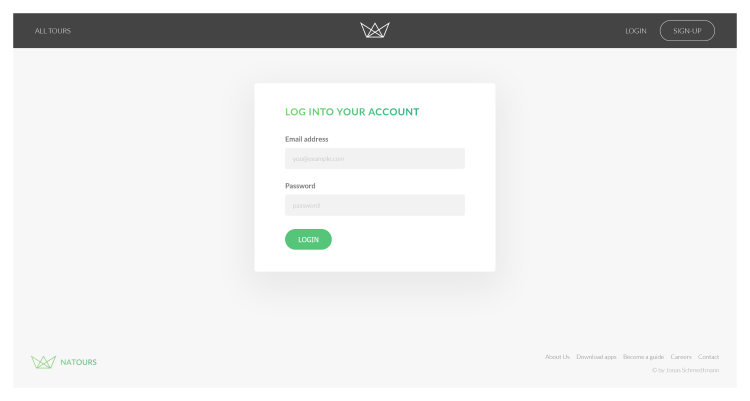 ALL TOURS
LOGIN
SIGN-UP
LOG INTO YOUR ACCOUNT
Email address
you@example.com
Password
password
LOGIN
NATOURS
About Us Download apps Become a guide Careers Contact
© by Jonas Schmedtmann